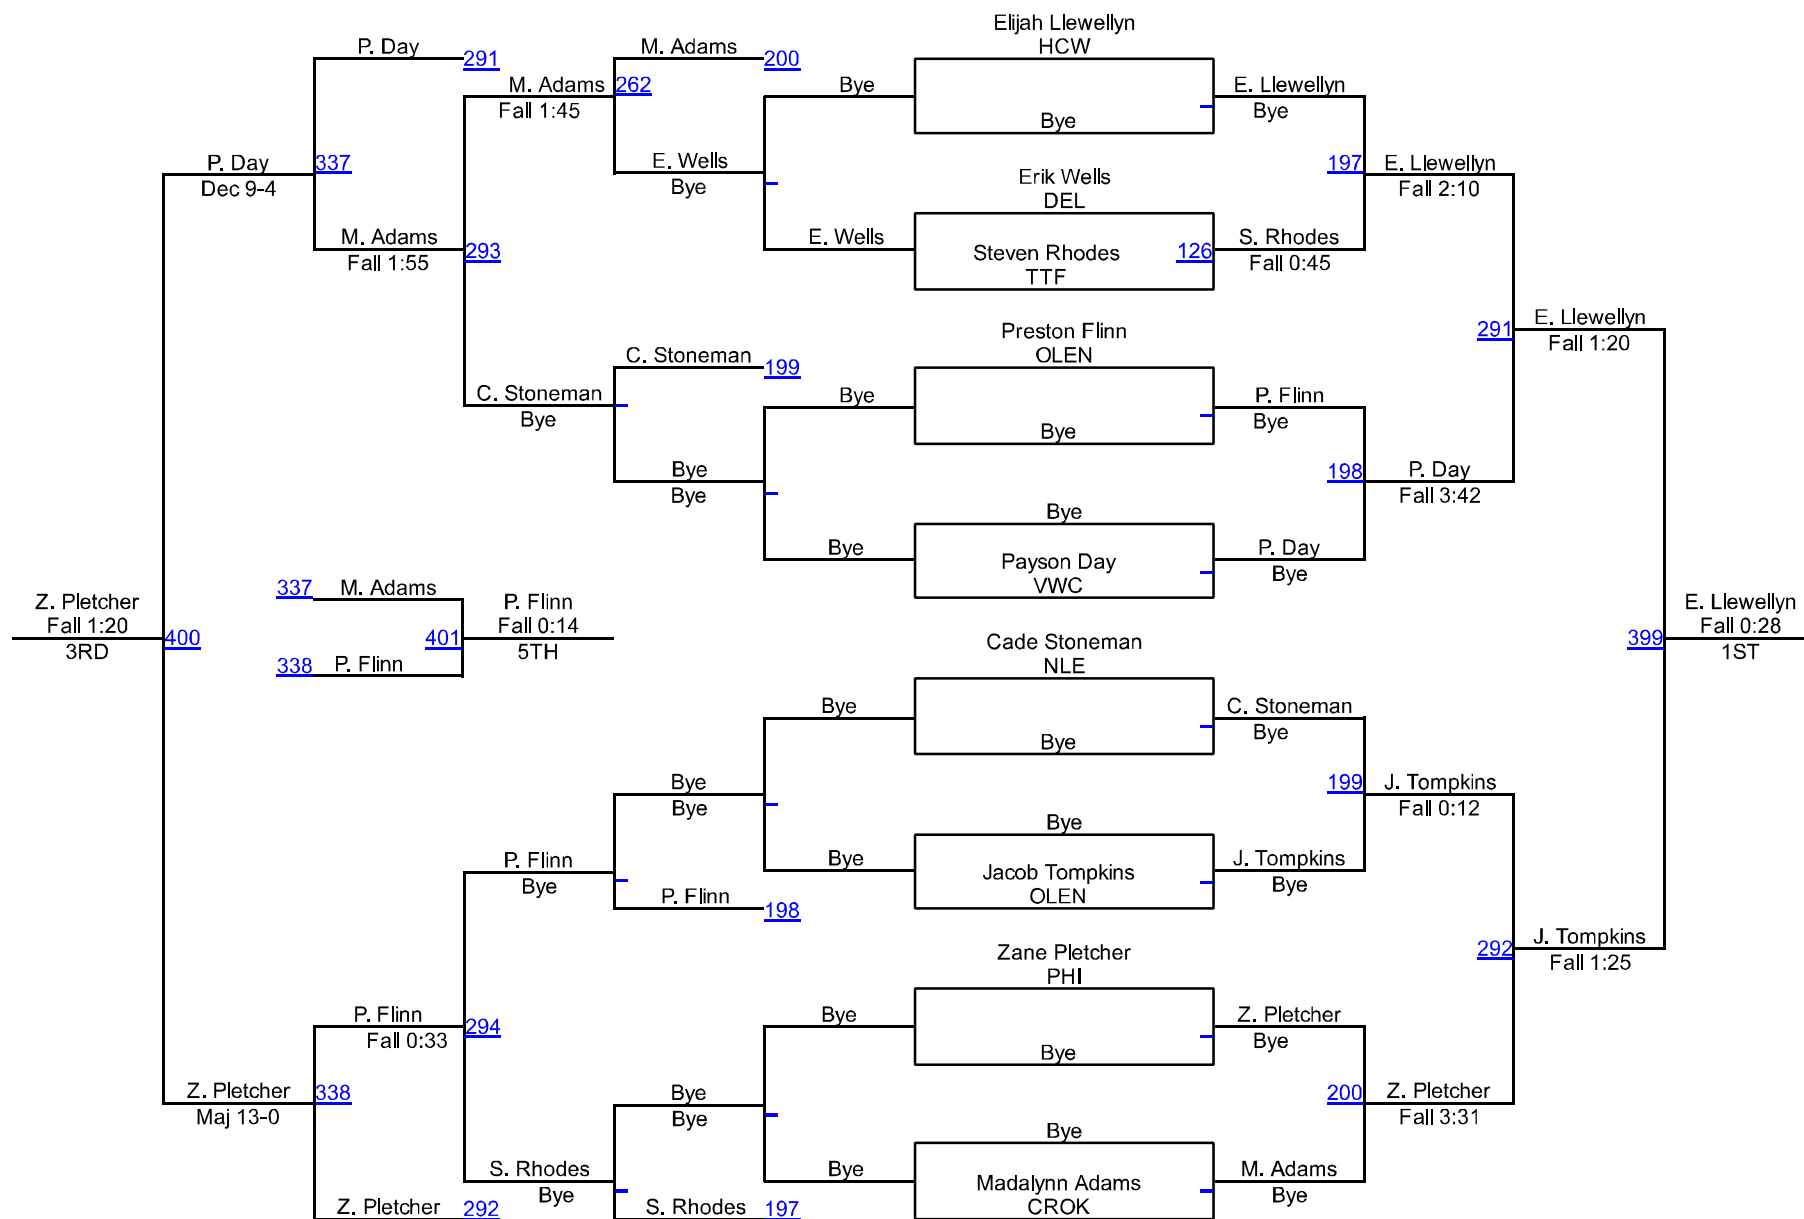 Elijah Llewellyn
HCW
P. Day
291
M. Adams
200
M. Adams
262
Fall 1:45
Bye
E. Llewellyn
Bye
Bye
P. Day
337
Dec 9-4
E. Wells
Bye
Erik Wells
DEL
197
E. Llewellyn
Fall 2:10
M. Adams
293
Fall 1:55
E. Wells
Steven Rhodes
TTF
126
S. Rhodes
Fall 0:45
Preston Flinn
OLEN
291
E. Llewellyn
Fall 1:20
C. Stoneman
199
C. Stoneman
Bye
Bye
P. Flinn
Bye
Bye
Bye
Bye
198
P. Day
Fall 3:42
Bye
Bye
Payson Day
VWC
P. Day
Bye
337
M. Adams
Z. Pletcher
Fall 1:20
3RD
400
401
P. Flinn
Fall 0:14
5TH
338
P. Flinn
E. Llewellyn
Fall 0:28
1ST
399
Cade Stoneman
NLE
Bye
C. Stoneman
Bye
Bye
Bye
Bye
199
J. Tompkins
Fall 0:12
Bye
P. Flinn
Bye
Bye
Jacob Tompkins
OLEN
J. Tompkins
Bye
P. Flinn
198
292
J. Tompkins
Fall 1:25
Zane Pletcher
PHI
P. Flinn
294
Fall 0:33
Bye
Z. Pletcher
Bye
Bye
Z. Pletcher
338
Maj 13-0
Bye
Bye
200
Z. Pletcher
Fall 3:31
Bye
S. Rhodes
Bye
Bye
Madalynn Adams
CROK
M. Adams
Bye
Z. Pletcher
292
S. Rhodes
197